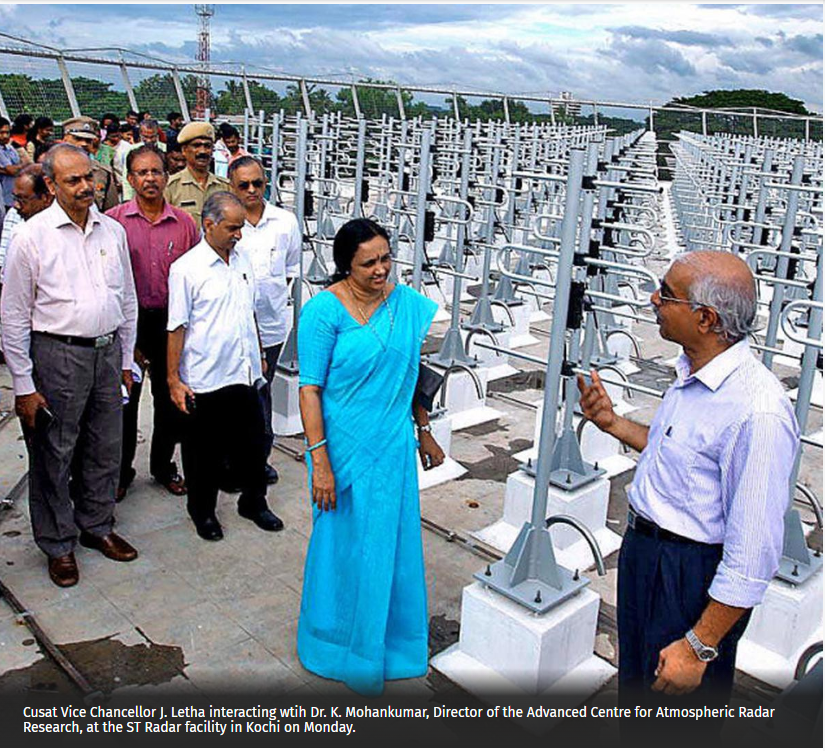 Cusat Vice Chancellor J. Letha interacting wtih Dr. K. Mohankumar, Director of the Advanced Centre for Atmospheric Radar
Research, at the ST Radar facility in Kochi on Monday.